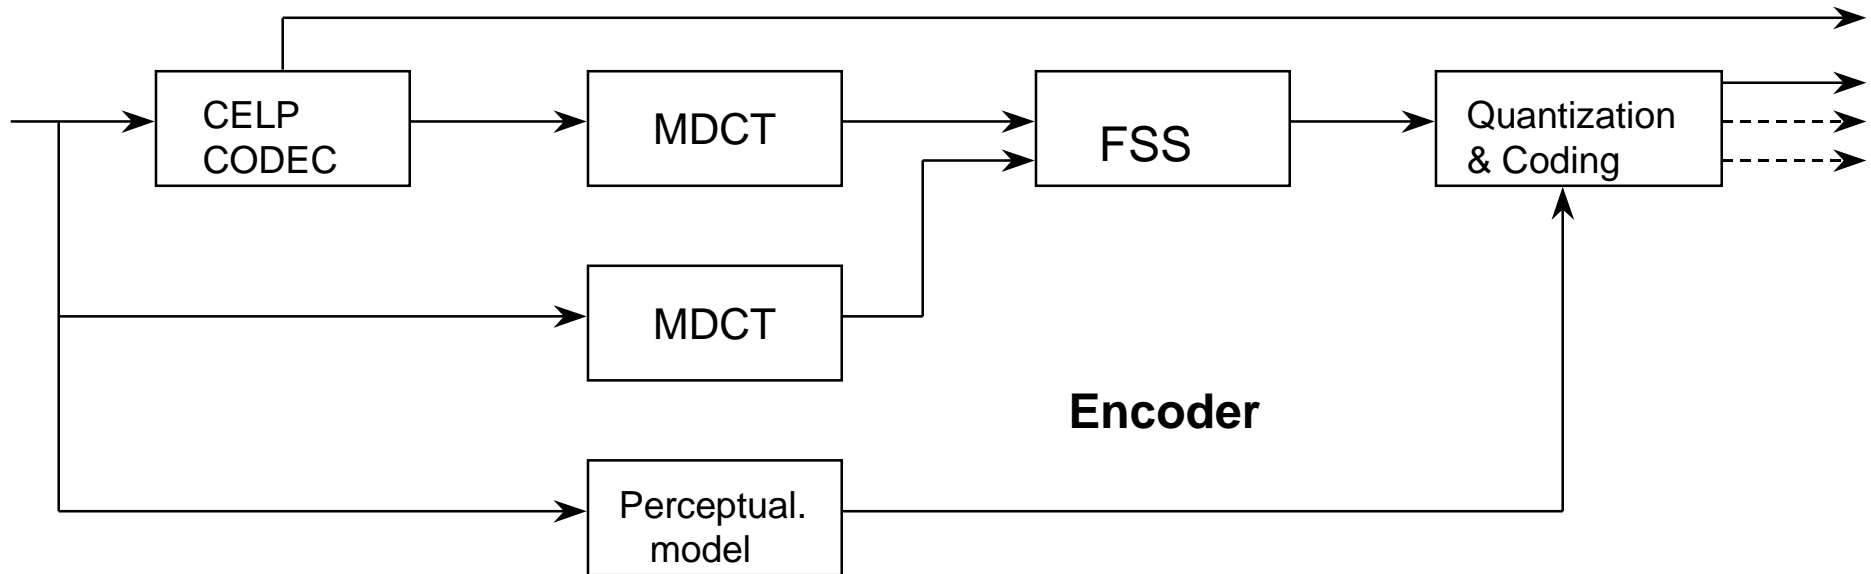 CELP
CODEC
MDCT
FSS
Quantization
& Coding
MDCT
Encoder
Perceptual.
model